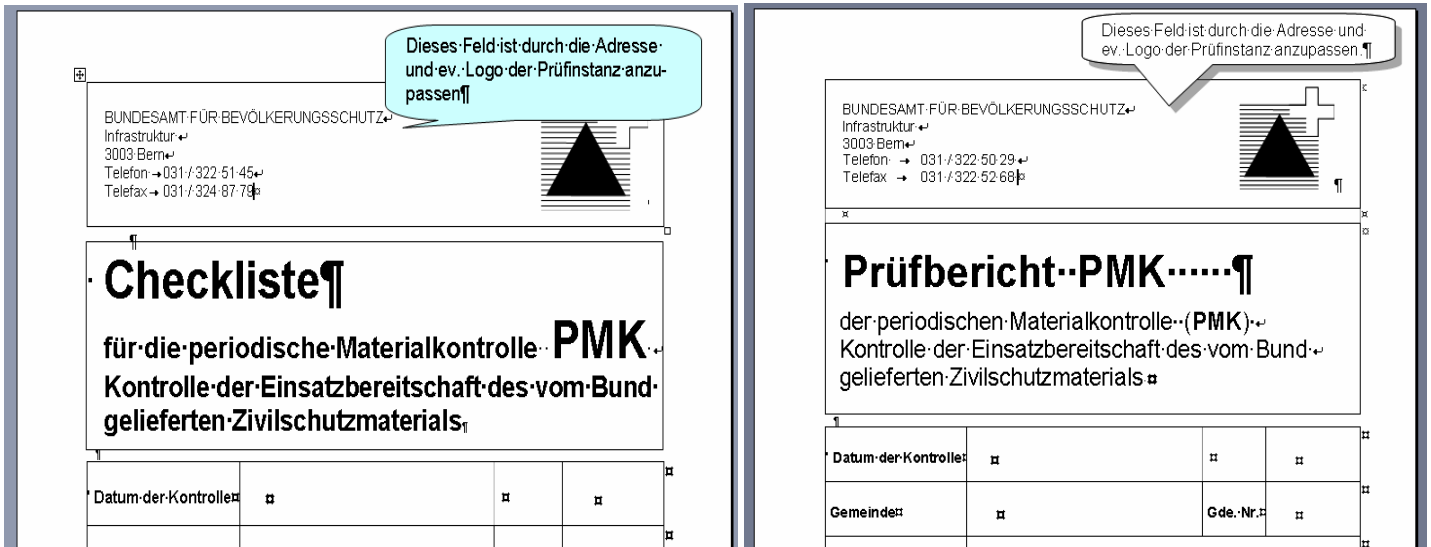 Dieses Feld ist durch die Adresse
und ev. Logo der Prüfinstanz anzu-
passen
BUNDESAMT FÜR BEVÖLKERUNGSSCHUTZ
Infrastruktur
3003 Bern
Telefon 031 / 322 51 45
Telefax 031 / 324 87 79
Checkliste
für die periodische Materialkontrolle PMK
Kontrolle der Einsatzbereitschaft des vom Bund
gelieferten Zivilschutzmaterials
Datum der Kontrolle
Dieses Feld ist durch die Adresse und
ev. Logo der Prüfinstanz anzupassen.
BUNDESAMT FÜR BEVÖLKERUNGSSCHUTZ
Infrastruktur
3003 Bern
Telefon 031 / 322 50 29
Telefax 031 / 322 52 68
Prüfbericht PMK
der periodischen Materialkontrolle (PMK)
Kontrolle der Einsatzbereitschaft des vom Bund
gelieferten Zivilschutzmaterials
Datum der Kontrolle
Gemeinde Gde. Nr.